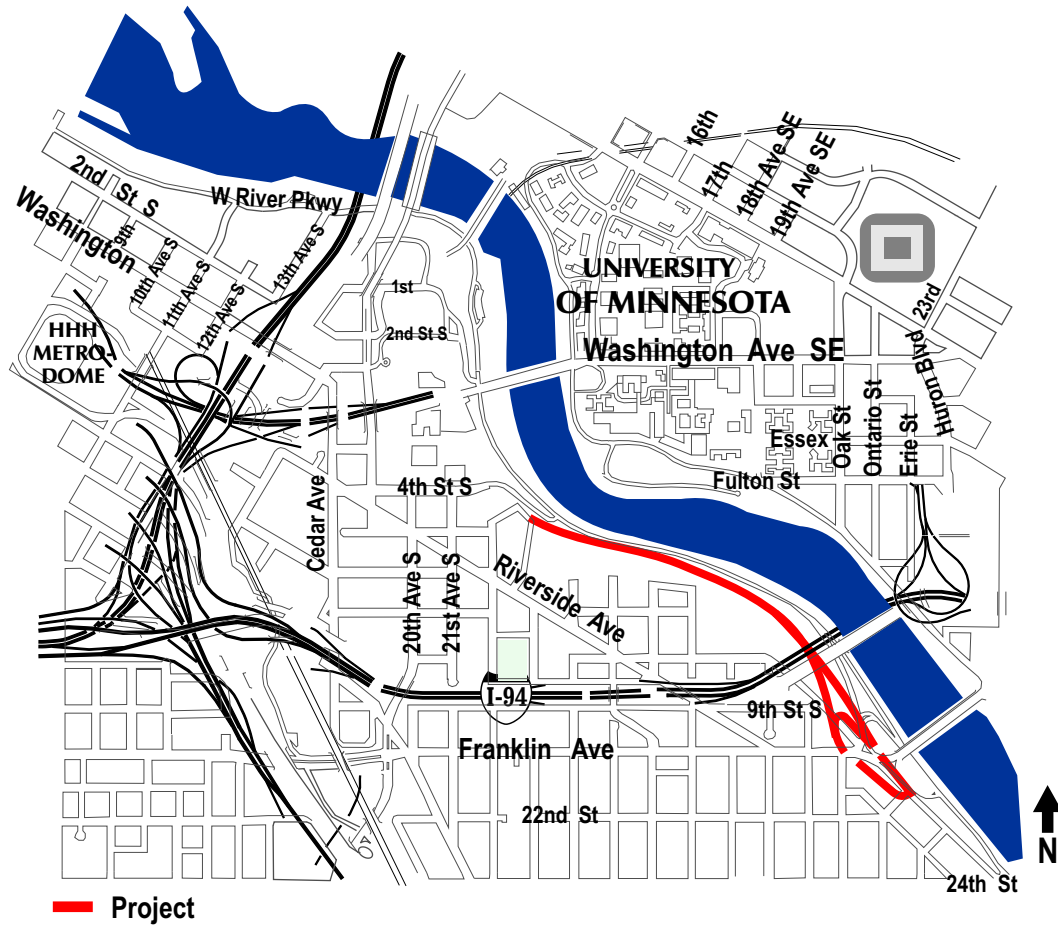 16th
17th
18th Ave SE
19th Ave SE
2nd St S
W River Pkwy
Washington
9th
10th Ave S
11th Ave S
12th Ave S
13th Ave S
1st
2nd St S
UNIVERSITY
OF MINNESOTA
Washington Ave SE
23rd
Huron Blvd
HHH
METRO-
DOME
Essex
Oak St
Ontario St
Erie St
Fulton St
4th St S
Cedar Ave
20th Ave S
21st Ave S
Riverside Ave
I-94
9th St S
Franklin Ave
22nd St
24th St
N
Project